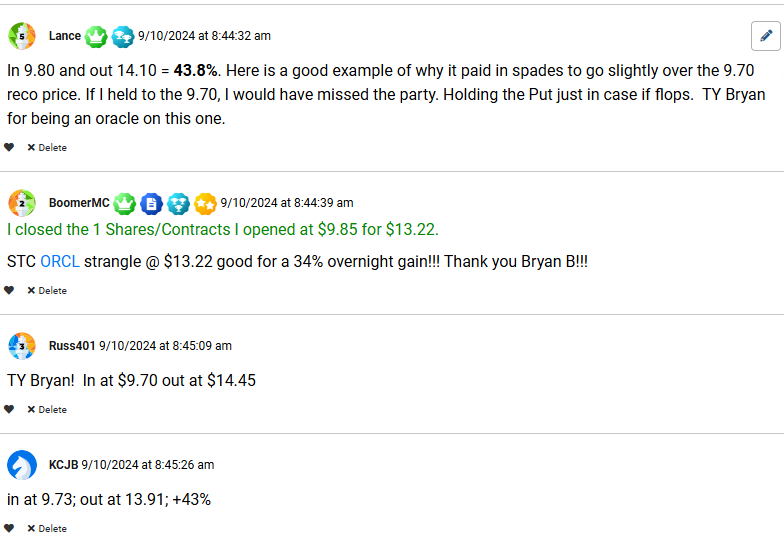 5
Lance 9/10/2024 at 8:44:32 am
In 9.80 and out 14.10 = 43.8%. Here is a good example of why it paid in spades to go slightly over the 9.70
reco price. If I held to the 9.70, I would have missed the party. Holding the Put just in case if flops.  TY Bryan
for being an oracle on this one.
Delete
2
BoomerMC 9/10/2024 at 8:44:39 am
I closed the 1 Shares/Contracts I opened at $9.85 for $13.22.
STC ORCL strangle @ $13.22 good for a 34% overnight gain!!! Thank you Bryan B!!!
Delete
3
Russ401 9/10/2024 at 8:45:09 am
TY Bryan!  In at $9.70 out at $14.45
Delete
KCJB 9/10/2024 at 8:45:26 am
in at 9.73; out at 13.91; +43%
Delete